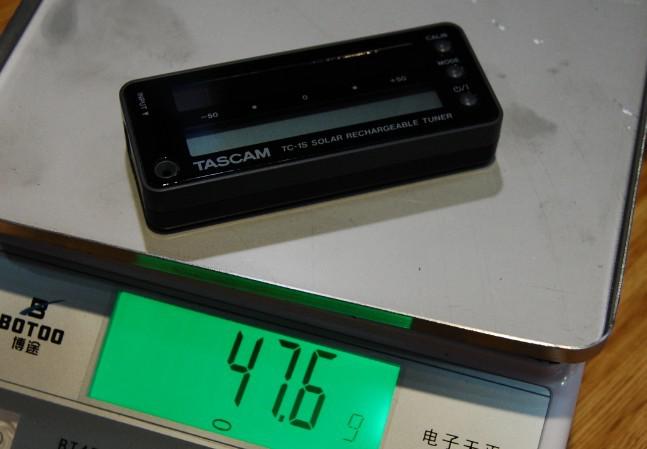 CALIB
MODE
⏻/I
INPUT ▼
-50 • 0 • +50
TASCAM TC-1S SOLAR RECHARGEABLE TUNER
BOTOO
博途
47.6 g
电子天平